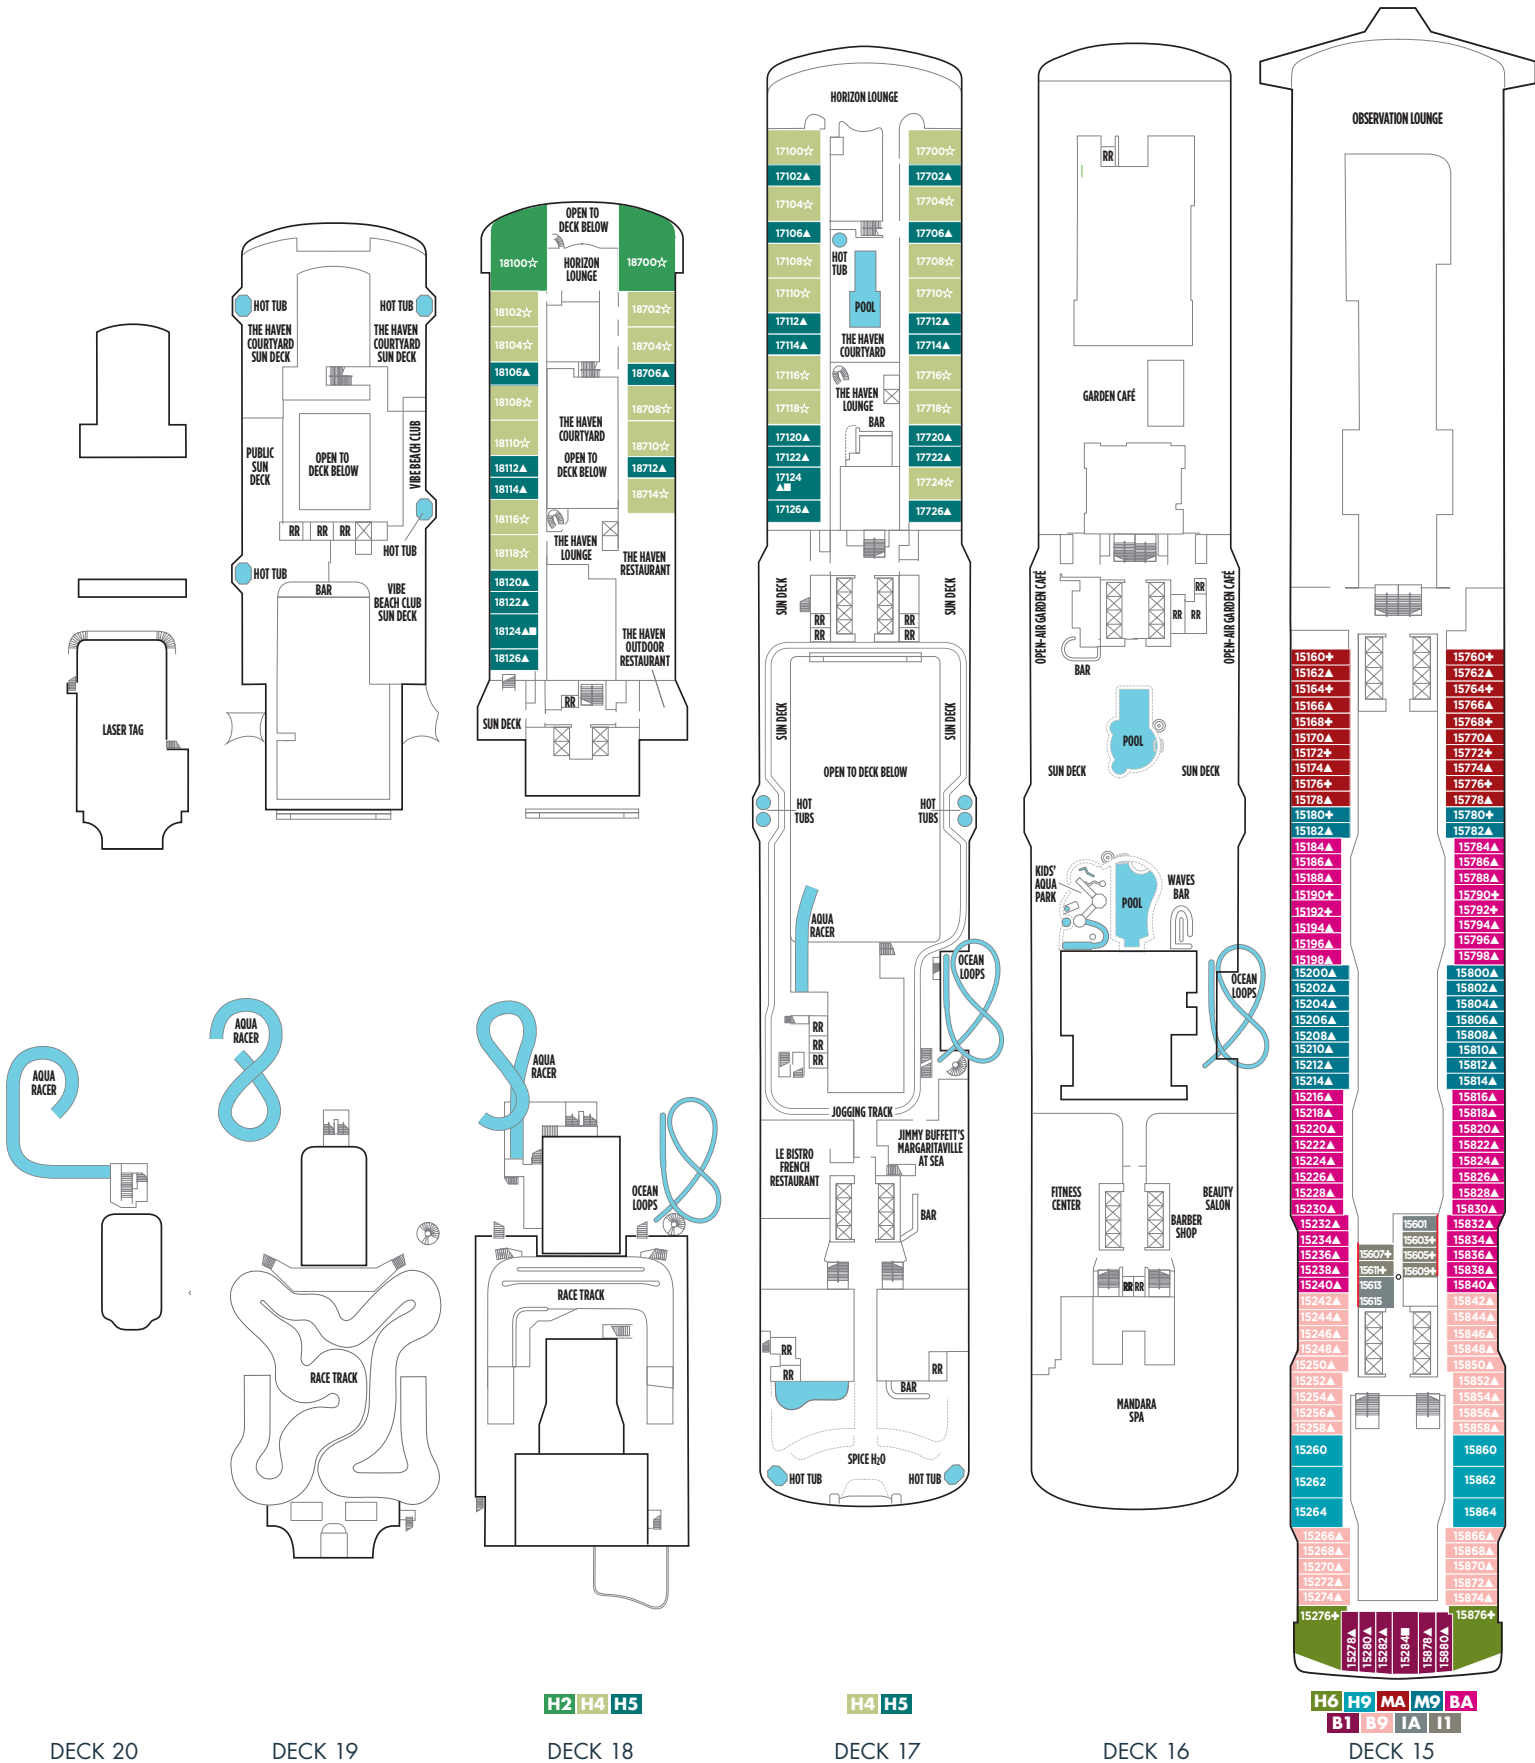 AQUA
RACER
LASER TAG
DECK 20
HOT TUB
HOT TUB
THE HAVEN
COURTYARD
SUN DECK
THE HAVEN
COURTYARD
SUN DECK
PUBLIC
SUN
DECK
OPEN TO
DECK BELOW
VIBE BEACH CLUB
RR RR RR
HOT TUB
HOT TUB
BAR
VIBE
BEACH CLUB
SUN DECK
AQUA
RACER
RACE TRACK
DECK 19
OPEN TO
DECK BELOW
18100☆
HORIZON
LOUNGE
18700☆
18102☆
18104☆
18106▲
18108☆
18110☆
18112▲
18114▲
18116☆
18118☆
18120▲
18122▲
18124▲■
18126▲
18702☆
18704☆
18706▲
18708☆
18710☆
18712▲
18714☆
THE HAVEN
COURTYARD
OPEN TO
DECK BELOW
THE HAVEN
LOUNGE
THE HAVEN
RESTAURANT
THE HAVEN
OUTDOOR
RESTAURANT
RR
SUN DECK
AQUA
RACER
OCEAN
LOOPS
RACE TRACK
H2 H4 H5
DECK 18
HORIZON LOUNGE
17100☆
17102▲
17104☆
17106▲
17108☆
17110☆
17112▲
17114▲
17116☆
17118☆
17120▲
17122▲
17124
▲■
17126▲
17700☆
17702▲
17704☆
17706▲
17708☆
17710☆
17712▲
17714▲
17716☆
17718☆
17720▲
17722▲
17724☆
17726▲
HOT
TUB
POOL
THE HAVEN
COURTYARD
THE HAVEN
LOUNGE
BAR
SUN DECK
SUN DECK
RR
RR
RR
RR
SUN DECK
SUN DECK
OPEN TO DECK BELOW
HOT
TUBS
HOT
TUBS
AQUA
RACER
OCEAN
LOOPS
RR
RR
RR
JOGGING TRACK
LE BISTRO
FRENCH
RESTAURANT
JIMMY BUFFETT'S
MARGARITAVILLE
AT SEA
BAR
RR
RR
RR
BAR
SPICE H2O
HOT TUB
HOT TUB
H4 H5
DECK 17
RR
GARDEN CAFÉ
OPEN-AIR GARDEN CAFÉ
OPEN-AIR GARDEN CAFÉ
RR
RR RR
BAR
POOL
SUN DECK
SUN DECK
KIDS'
AQUA
PARK
POOL
WAVES
BAR
OCEAN
LOOPS
FITNESS
CENTER
BEAUTY
SALON
BARBER
SHOP
RR RR
MANDARA
SPA
DECK 16
OBSERVATION LOUNGE
15160✚
15162▲
15164✚
15166▲
15168✚
15170▲
15172✚
15174▲
15176✚
15178▲
15180✚
15182▲
15184▲
15186▲
15188▲
15190✚
15192✚
15194▲
15196▲
15198▲
15200▲
15202▲
15204▲
15206▲
15208▲
15210▲
15212▲
15214▲
15216▲
15218▲
15220▲
15222▲
15224▲
15226▲
15228▲
15230▲
15232▲
15234▲
15236▲
15238▲
15240▲
15242▲
15244▲
15246▲
15248▲
15250▲
15252▲
15254▲
15256▲
15258▲
15260
15262
15264
15266▲
15268▲
15270▲
15272▲
15274▲
15276✚
15601
15603✚
15605✚
15609✚
15607✚
15611✚
15613
15615
15760✚
15762▲
15764✚
15766▲
15768✚
15770▲
15772✚
15774▲
15776✚
15778▲
15780✚
15782▲
15784▲
15786▲
15788▲
15790✚
15792✚
15794▲
15796▲
15798▲
15800▲
15802▲
15804▲
15806▲
15808▲
15810▲
15812▲
15814▲
15816▲
15818▲
15820▲
15822▲
15824▲
15826▲
15828▲
15830▲
15832▲
15834▲
15836▲
15838▲
15840▲
15842▲
15844▲
15846▲
15848▲
15850▲
15852▲
15854▲
15856▲
15858▲
15860
15862
15864
15866▲
15868▲
15870▲
15872▲
15874▲
15876✚
15278▲
15280▲
15282▲
15284■
15878▲
15880▲
H6 H9 MA M9 BA
B1 B9 IA I1
DECK 15